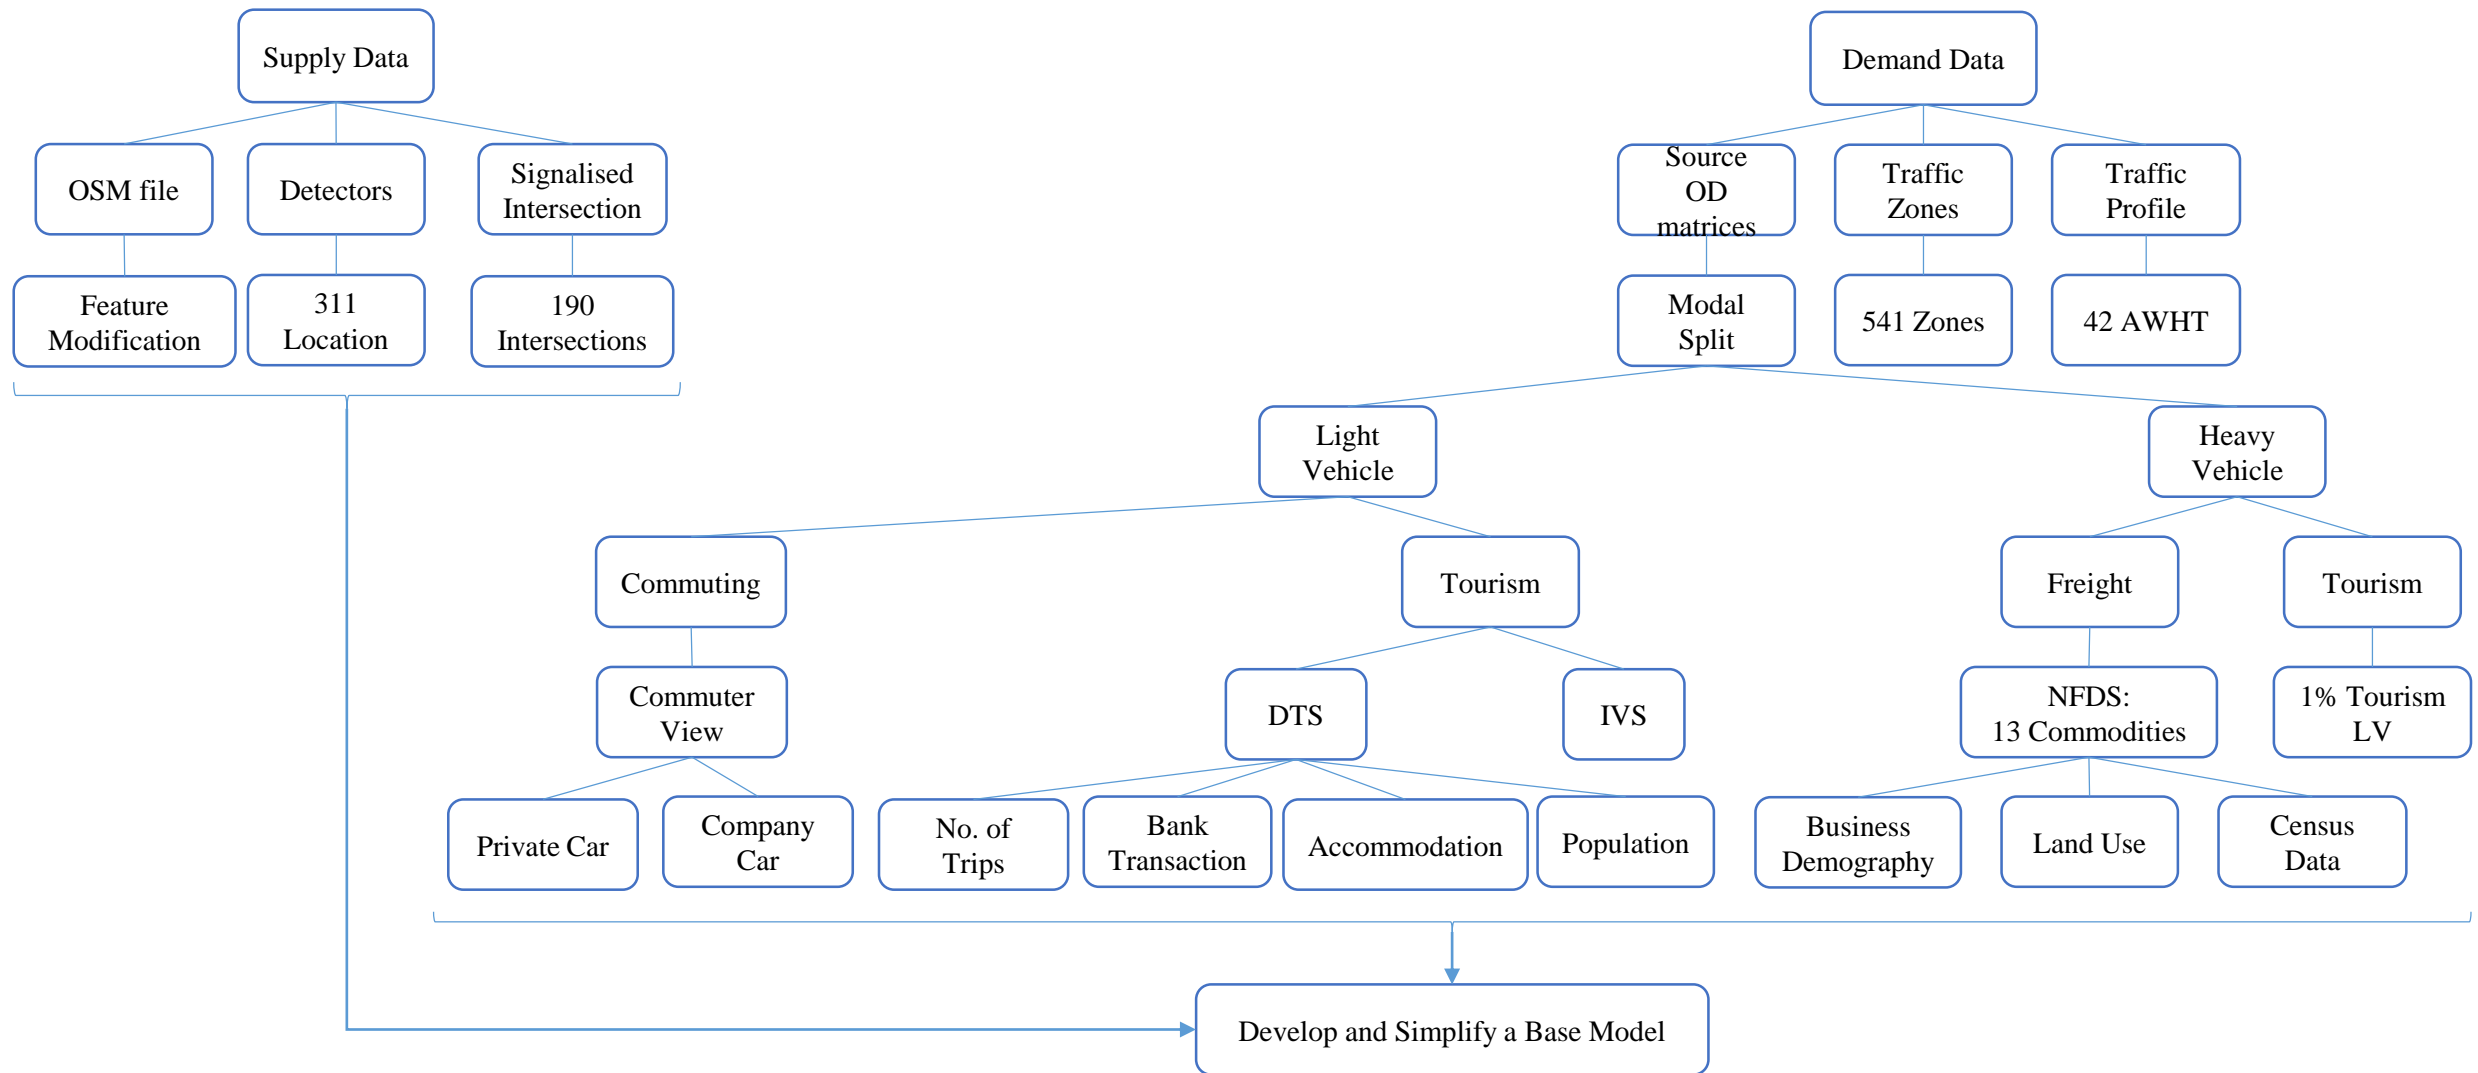 Supply Data
Demand Data
OSM file
Detectors
Signalised
Intersection
Source
OD
matrices
Traffic
Zones
Traffic
Profile
Feature
Modification
311
Location
190
Intersections
Modal
Split
541 Zones
42 AWHT
Light
Vehicle
Heavy
Vehicle
Commuting
Tourism
Freight
Tourism
Commuter
View
DTS
IVS
NFDS:
13 Commodities
1% Tourism
LV
Private Car
Company
Car
No. of
Trips
Bank
Transaction
Accommodation
Population
Business
Demography
Land Use
Census
Data
Develop and Simplify a Base Model